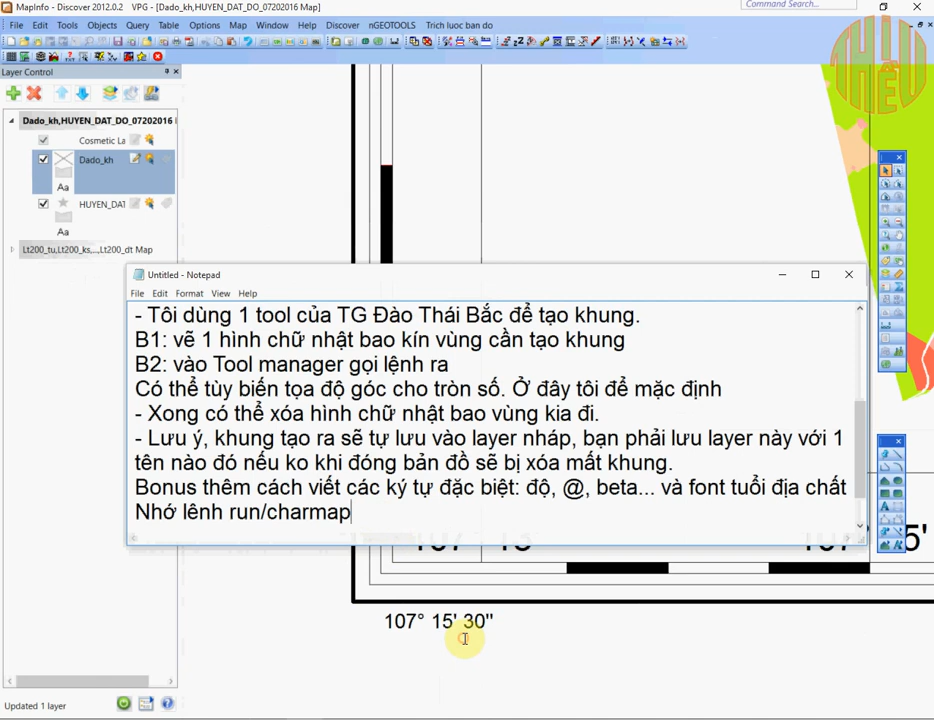 MapInfo - Discover 2012.0.2 VPG - [Dado_kh,HUYEN_DAT_DO_07202016 Map]
Command Search...
File Edit Tools Objects Query Table Options Map Window Help Discover nGEOTOOLS Trich luoc ban do
THỊ
HIẾU
Layer Control
Dado_kh,HUYEN_DAT_DO_07202016
Cosmetic La
Dado_kh
Aa
HUYEN_DAT
Aa
Lt200_tu,Lt200_ks,...,Lt200_dt Map
Untitled - Notepad
File Edit Format View Help
- Tôi dùng 1 tool của TG Đào Thái Bắc để tạo khung.
B1: vẽ 1 hình chữ nhật bao kín vùng cần tạo khung
B2: vào Tool manager gọi lệnh ra
Có thể tùy biến tọa độ góc cho tròn số. Ở đây tôi để mặc định
- Xong có thể xóa hình chữ nhật bao vùng kia đi.
- Lưu ý, khung tạo ra sẽ tự lưu vào layer nháp, bạn phải lưu layer này với 1
tên nào đó nếu ko khi đóng bản đồ sẽ bị xóa mất khung.
Bonus thêm cách viết các ký tự đặc biệt: độ, @, beta... và font tuổi địa chất
Nhớ lênh run/charmap
107° 15' 30"
Updated 1 layer